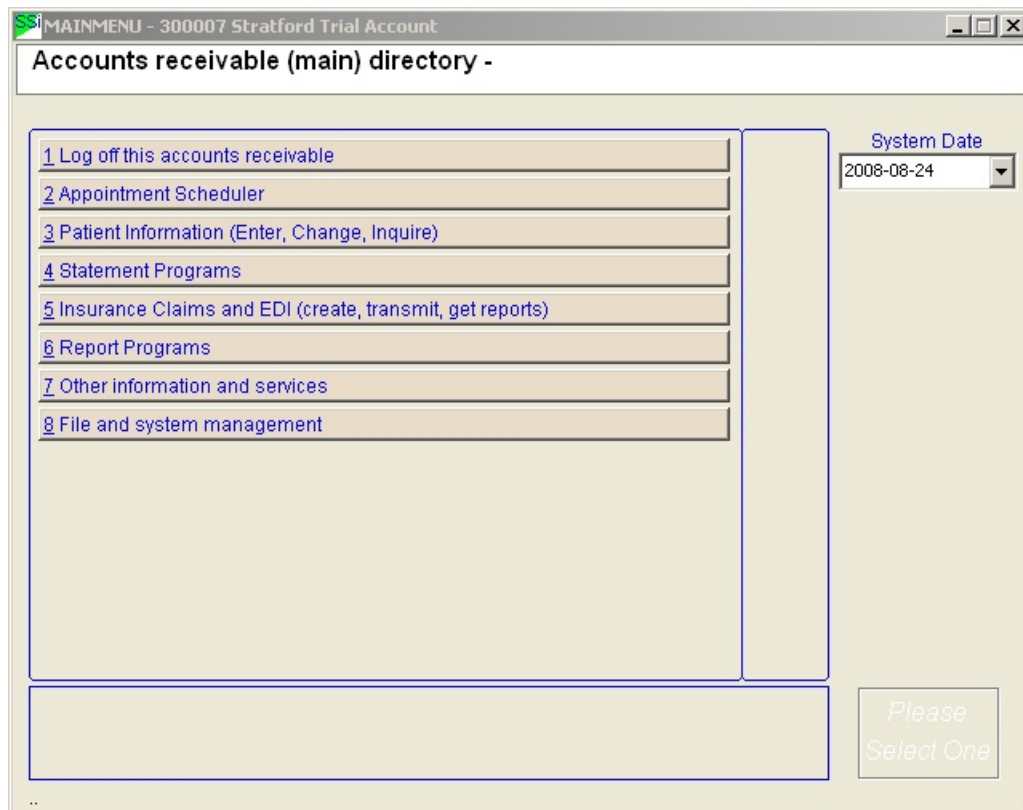 SSi MAINMENU - 300007 Stratford Trial Account
Accounts receivable (main) directory -
System Date
2008-08-24
1 Log off this accounts receivable
2 Appointment Scheduler
3 Patient Information (Enter, Change, Inquire)
4 Statement Programs
5 Insurance Claims and EDI (create, transmit, get reports)
6 Report Programs
7 Other information and services
8 File and system management
Please
Select One
..